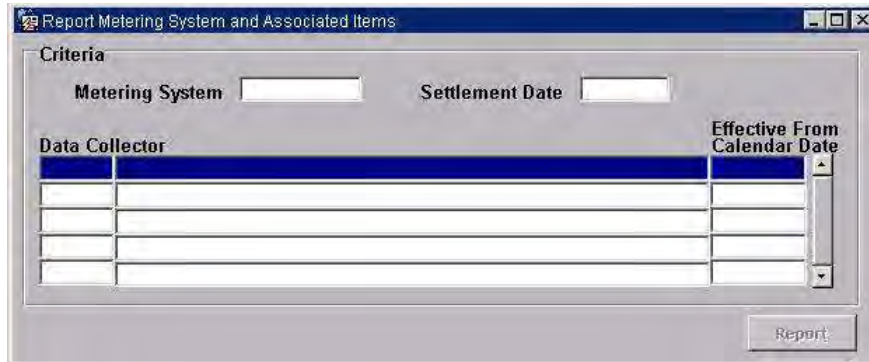 Report Metering System and Associated Items
Criteria
Metering System
Settlement Date
Data Collector
Effective From
Calendar Date
Report